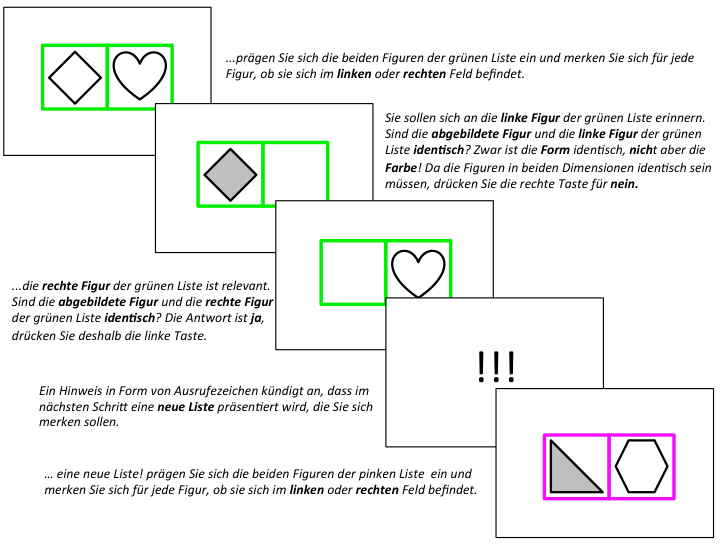 ...prägen Sie sich die beiden Figuren der grünen Liste ein und merken Sie sich für jede
Figur, ob sie sich im linken oder rechten Feld befindet.
Sie sollen sich an die linke Figur der grünen Liste erinnern.
Sind die abgebildete Figur und die linke Figur der grünen
Liste identisch? Zwar ist die Form identisch, nicht aber die
Farbe! Da die Figuren in beiden Dimensionen identisch sein
müssen, drücken Sie die rechte Taste für nein.
...die rechte Figur der grünen Liste ist relevant.
Sind die abgebildete Figur und die rechte Figur
der grünen Liste identisch? Die Antwort ist ja,
drücken Sie deshalb die linke Taste.
!!!
Ein Hinweis in Form von Ausrufezeichen kündigt an, dass im
nächsten Schritt eine neue Liste präsentiert wird, die Sie sich
merken sollen.
... eine neue Liste! prägen Sie sich die beiden Figuren der pinken Liste ein und
merken Sie sich für jede Figur, ob sie sich im linken oder rechten Feld befindet.